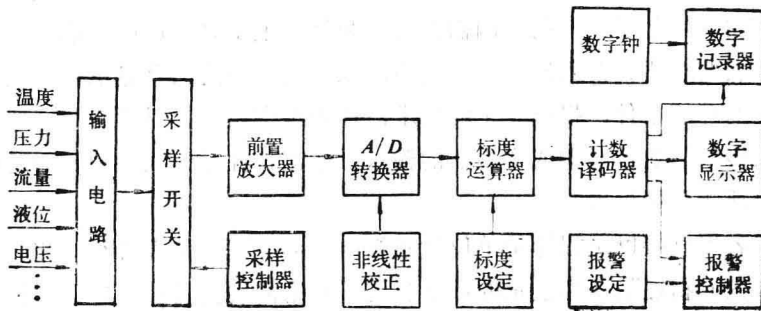 数字钟
数字
记录器
温度
压力
流量
液位
电压
输入电路
采样开关
前置
放大器
A/D
转换器
标度
运算器
计数
译码器
数字
显示器
采样
控制器
非线性
校正
标度
设定
报警
设定
报警
控制器